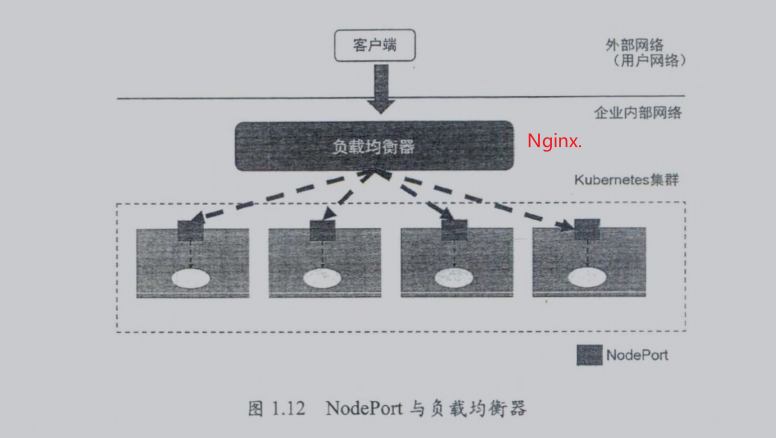 客户端
外部网络
（用户网络）
企业内部网络
负载均衡器
Nginx.
Kubernetes集群
NodePort
图 1.12 NodePort 与负载均衡器